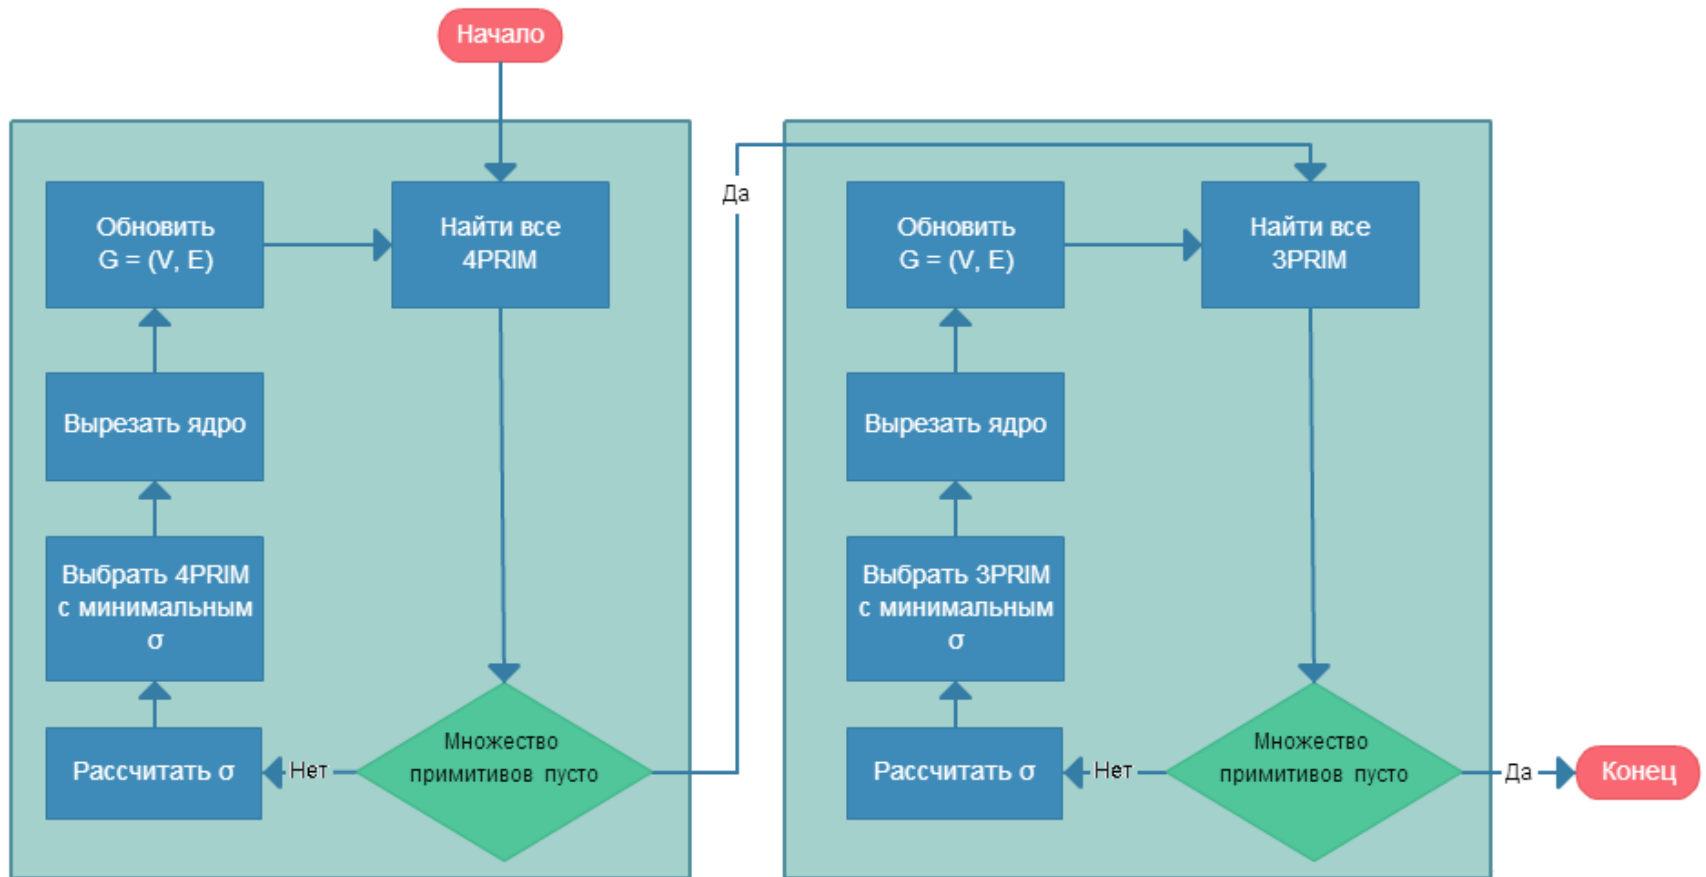 Начало
Обновить
G = (V, E)
Найти все
4PRIM
Вырезать ядро
Выбрать 4PRIM
с минимальным
σ
Рассчитать σ
Нет
Множество
примитивов пусто
Да
Обновить
G = (V, E)
Найти все
3PRIM
Вырезать ядро
Выбрать 3PRIM
с минимальным
σ
Рассчитать σ
Нет
Множество
примитивов пусто
Да
Конец